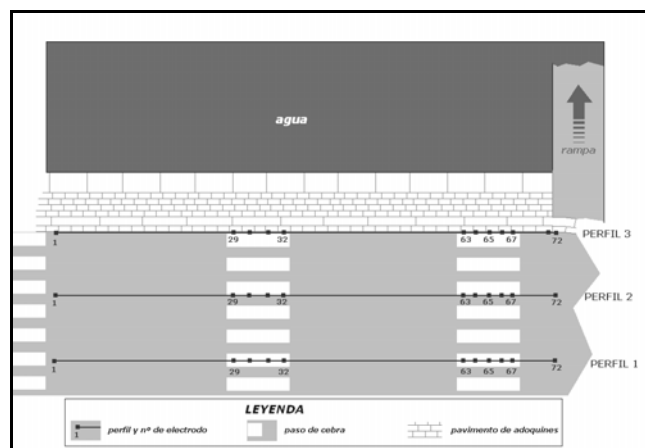 agua
rampa
1 29 32 63 65 67 72 PERFIL 3
1 29 32 63 65 67 72 PERFIL 2
1 29 32 63 65 67 72 PERFIL 1
LEYENDA
1 perfil y nº de electrodo paso de cebra pavimento de adoquines